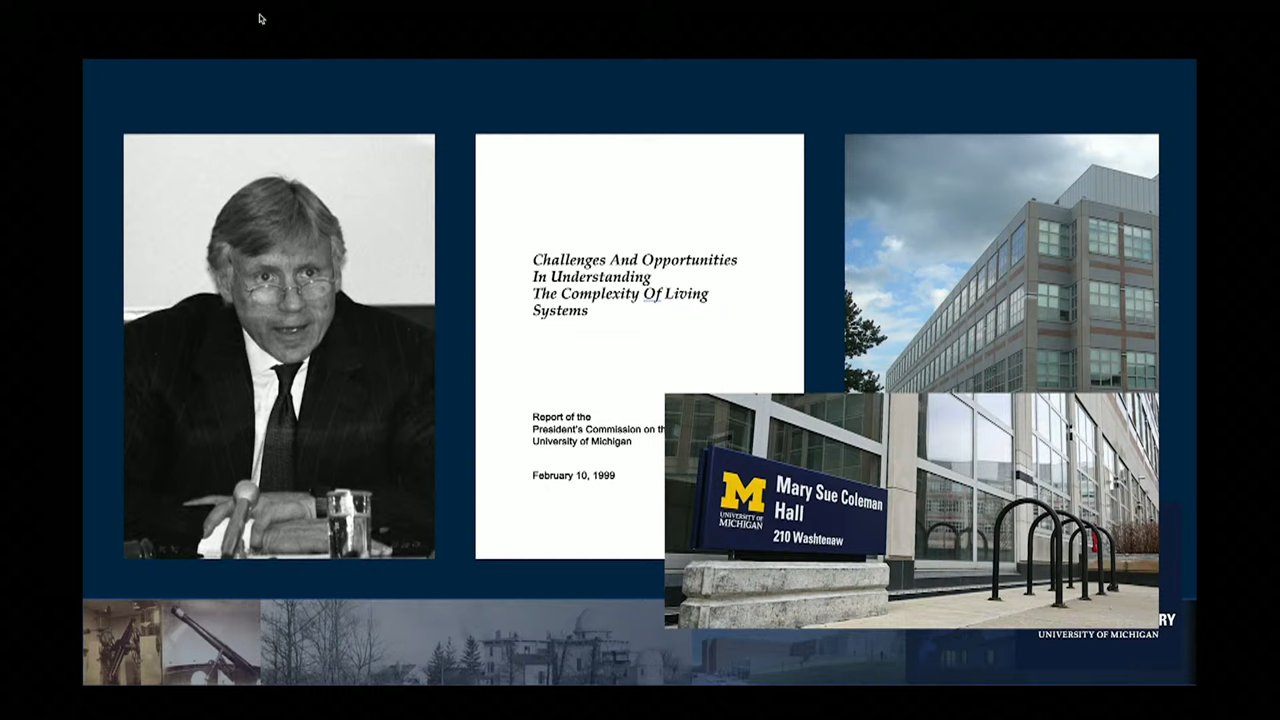 Challenges And Opportunities
In Understanding
The Complexity Of Living
Systems
Report of the
President's Commission on th
University of Michigan
February 10, 1999
M
UNIVERSITY OF
MICHIGAN
Mary Sue Coleman
Hall
210 Washtenaw
RY
UNIVERSITY OF MICHIGAN